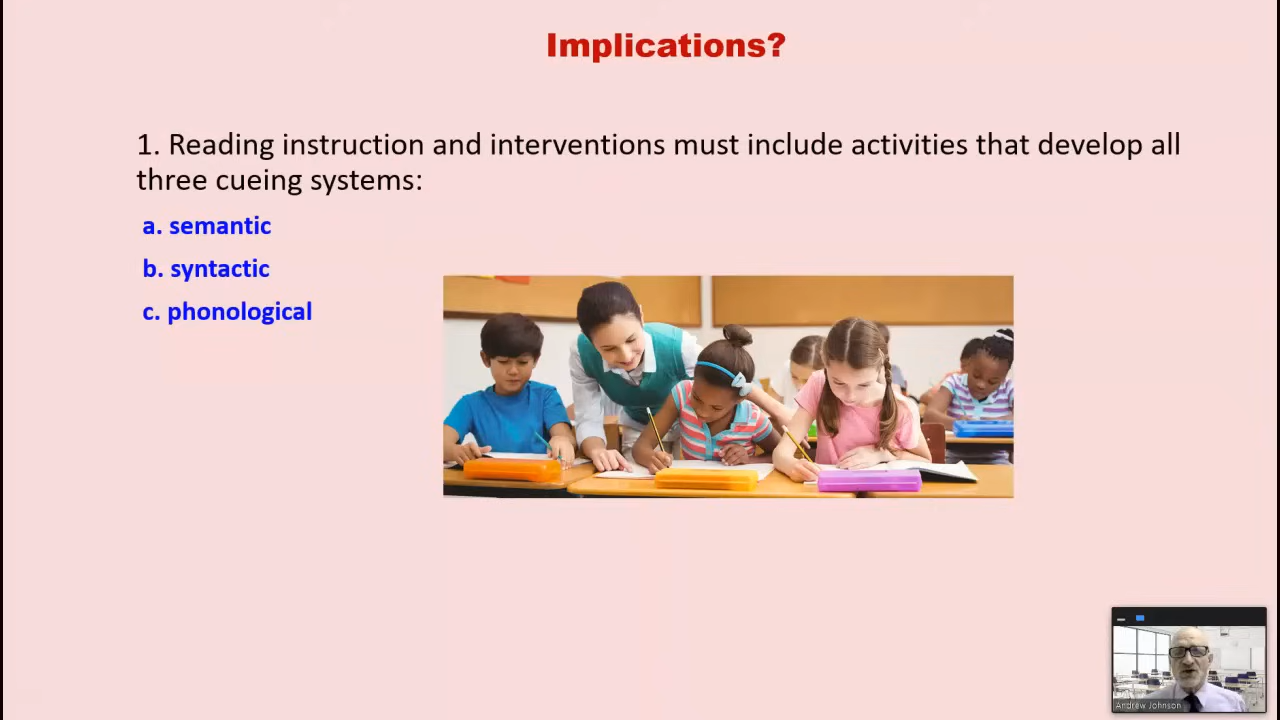 Implications?
1. Reading instruction and interventions must include activities that develop all
three cueing systems:
a. semantic
b. syntactic
c. phonological
Andrew Johnson